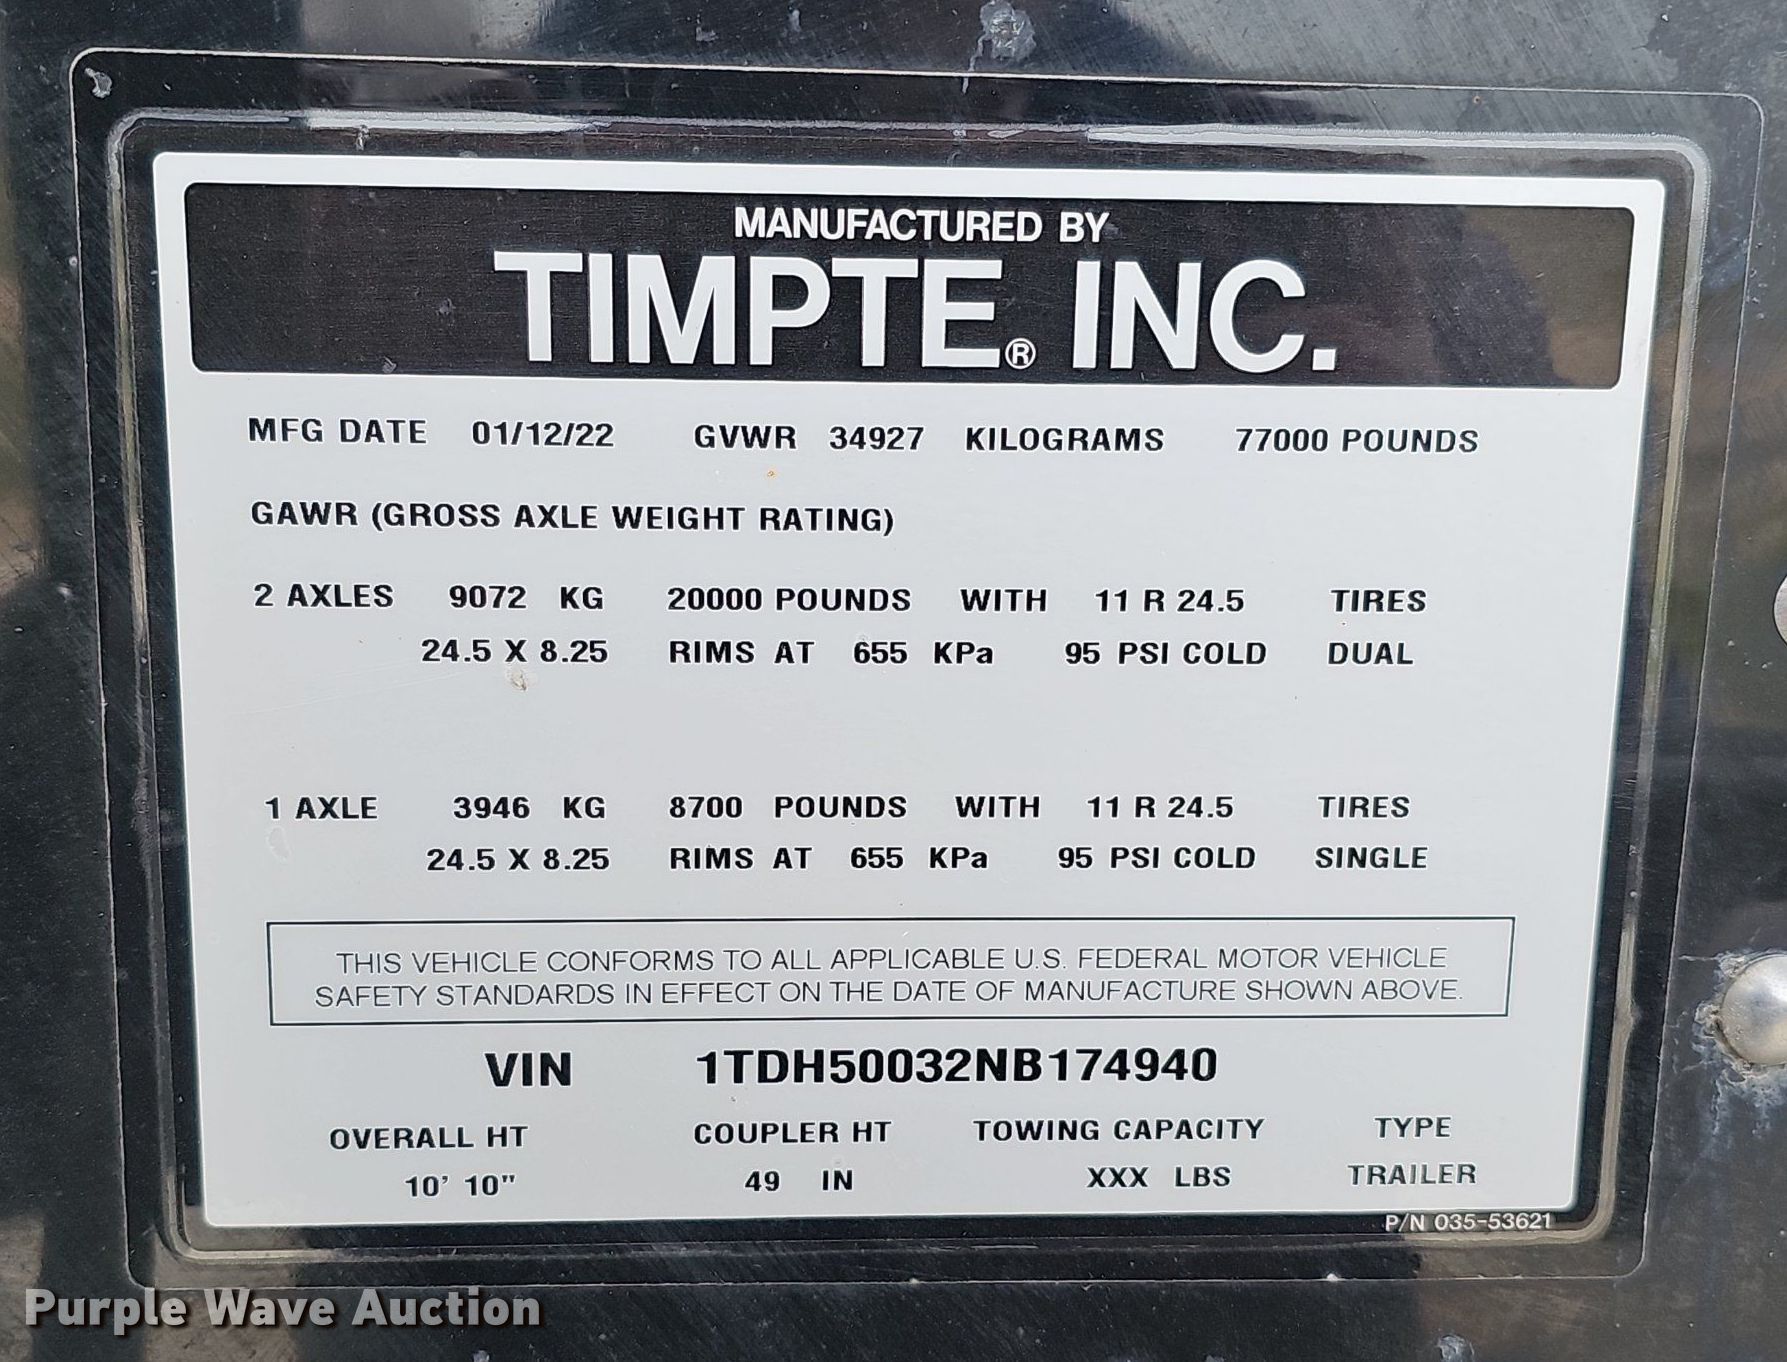 MANUFACTURED BY
TIMPTE® INC.
MFG DATE 01/12/22 GVWR 34927 KILOGRAMS 77000 POUNDS
GAWR (GROSS AXLE WEIGHT RATING)
2 AXLES 9072 KG 20000 POUNDS WITH 11 R 24.5 TIRES
24.5 X 8.25 RIMS AT 655 KPa 95 PSI COLD DUAL
1 AXLE 3946 KG 8700 POUNDS WITH 11 R 24.5 TIRES
24.5 X 8.25 RIMS AT 655 KPa 95 PSI COLD SINGLE
THIS VEHICLE CONFORMS TO ALL APPLICABLE U.S. FEDERAL MOTOR VEHICLE
SAFETY STANDARDS IN EFFECT ON THE DATE OF MANUFACTURE SHOWN ABOVE.
VIN 1TDH50032NB174940
OVERALL HT COUPLER HT TOWING CAPACITY TYPE
10' 10" 49 IN XXX LBS TRAILER
P/N 035-53621
Purple Wave Auction